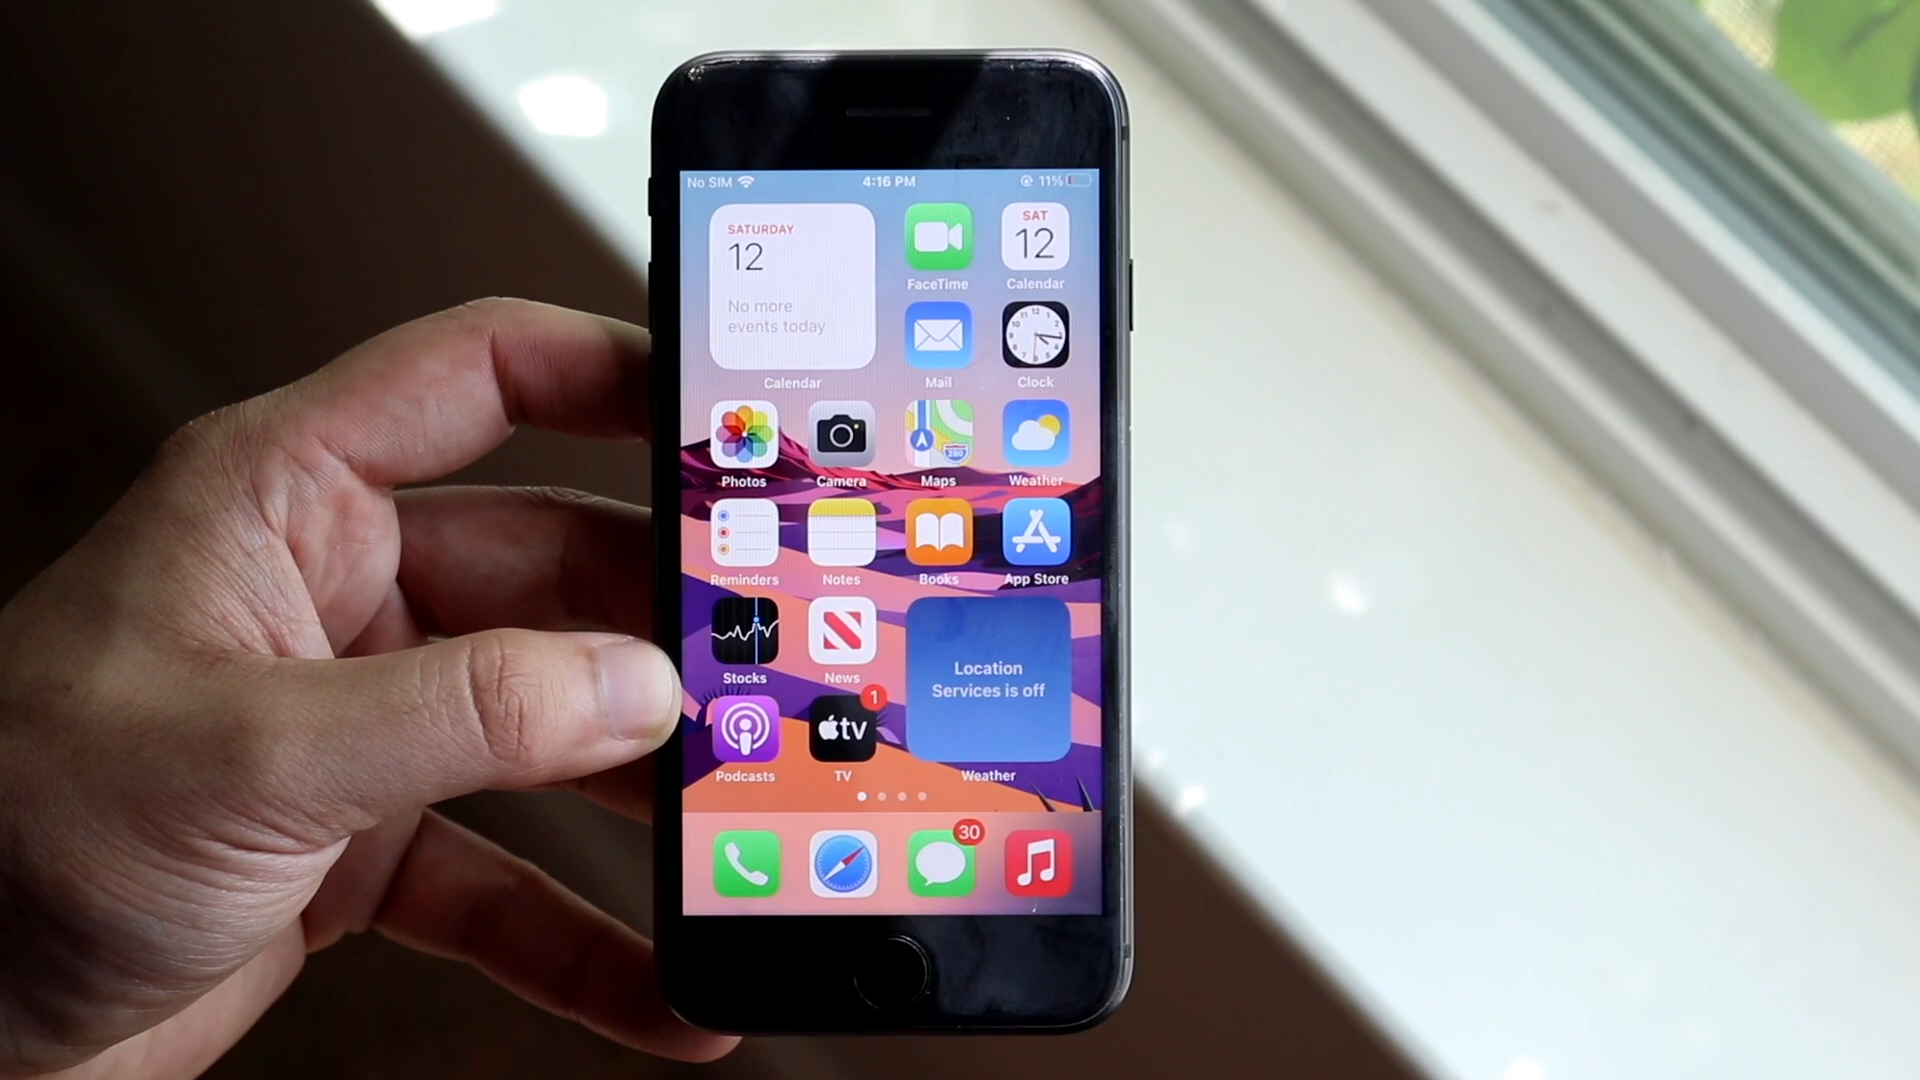 No SIM 4:16 PM 11%
SATURDAY
12
No more
events today
Calendar
FaceTime
SAT
12
Calendar
Mail
Clock
Photos
Camera
280
Maps
Weather
Reminders
Notes
Books
App Store
Stocks
News
Location
Services is off
Weather
Podcasts
1
tv
TV
30